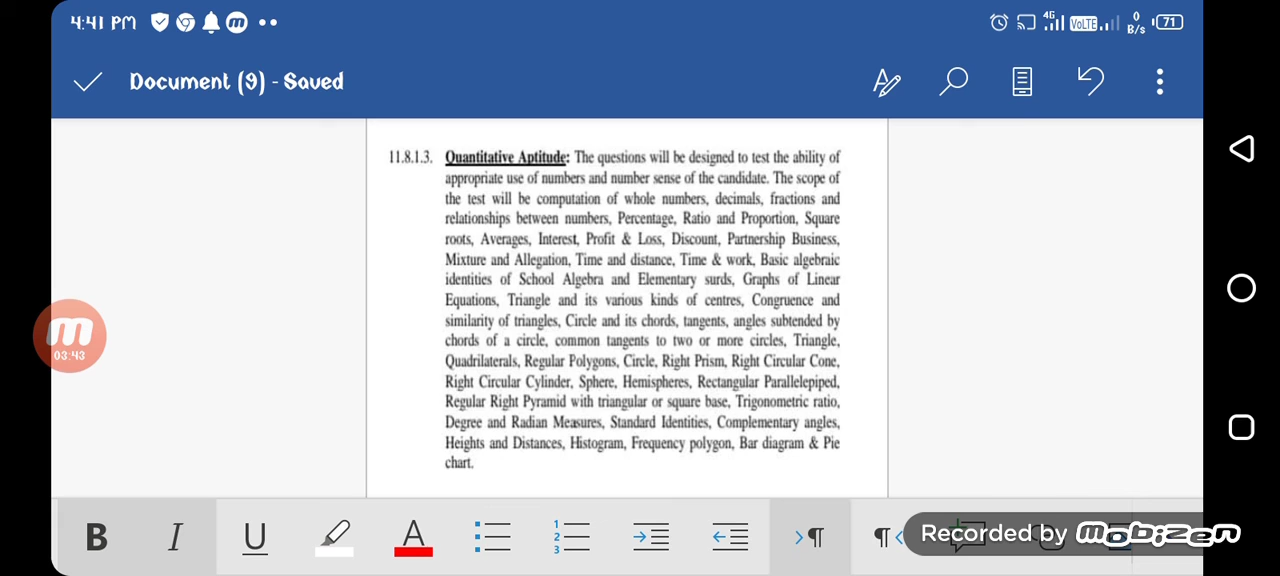 4:41 PM
4G VoLTE 0 B/s 71
Document (9) - Saved
11.8.1.3. Quantitative Aptitude: The questions will be designed to test the ability of
appropriate use of numbers and number sense of the candidate. The scope of
the test will be computation of whole numbers, decimals, fractions and
relationships between numbers, Percentage, Ratio and Proportion, Square
roots, Averages, Interest, Profit & Loss, Discount, Partnership Business,
Mixture and Allegation, Time and distance, Time & work, Basic algebraic
identities of School Algebra and Elementary surds, Graphs of Linear
Equations, Triangle and its various kinds of centres, Congruence and
similarity of triangles, Circle and its chords, tangents, angles subtended by
chords of a circle, common tangents to two or more circles, Triangle,
Quadrilaterals, Regular Polygons, Circle, Right Prism, Right Circular Cone,
Right Circular Cylinder, Sphere, Hemispheres, Rectangular Parallelepiped,
Regular Right Pyramid with triangular or square base, Trigonometric ratio,
Degree and Radian Measures, Standard Identities, Complementary angles,
Heights and Distances, Histogram, Frequency polygon, Bar diagram & Pie
chart.
03:43
B I U A
Recorded by mobizen